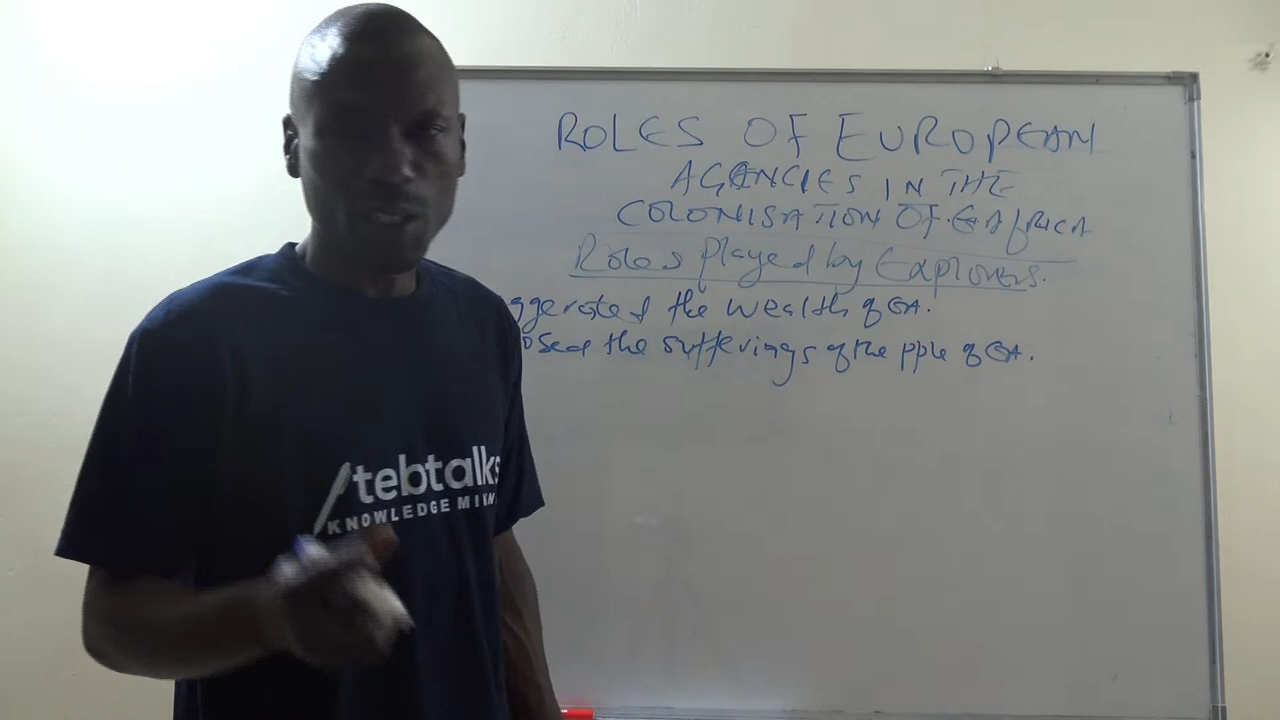 ROLES OF EUROPEAN
AGENCIES IN THE
COLONISATION OF E.AfRICA
Roles played by Explorers.
ggerated the wealth of EA.
osed the sufferings of the pple of EA.
tebtalks
KNOWLEDGE